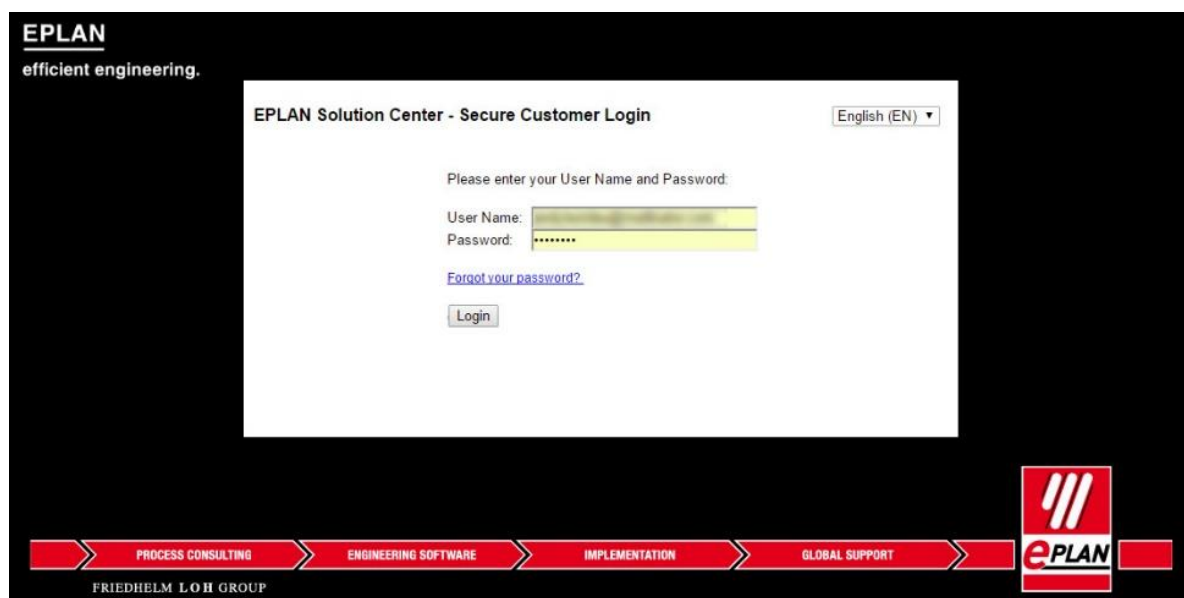 EPLAN
efficient engineering.
EPLAN Solution Center - Secure Customer Login
English (EN)
Please enter your User Name and Password:
User Name:
Password: ••••••••
Forgot your password?
Login
PROCESS CONSULTING
ENGINEERING SOFTWARE
IMPLEMENTATION
GLOBAL SUPPORT
ePLAN
FRIEDHELM LOH GROUP